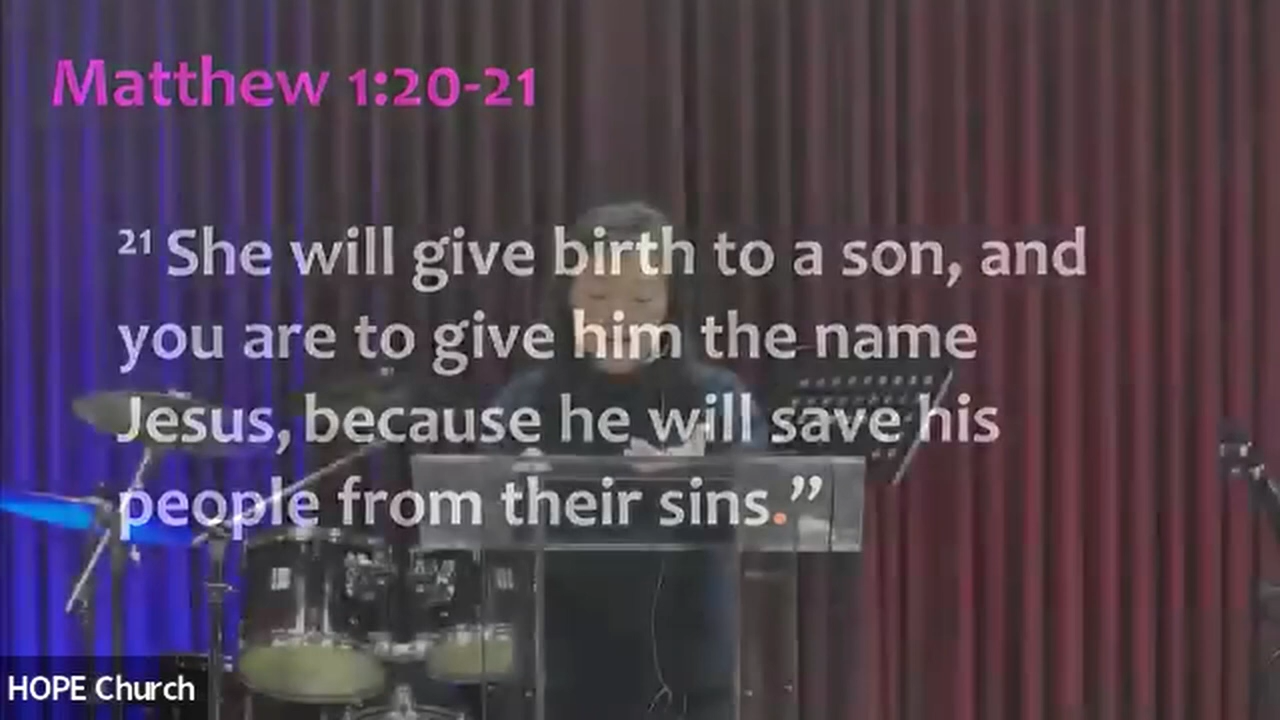 Matthew 1:20-21
21 She will give birth to a son, and
you are to give him the name
Jesus, because he will save his
people from their sins.”
HOPE Church